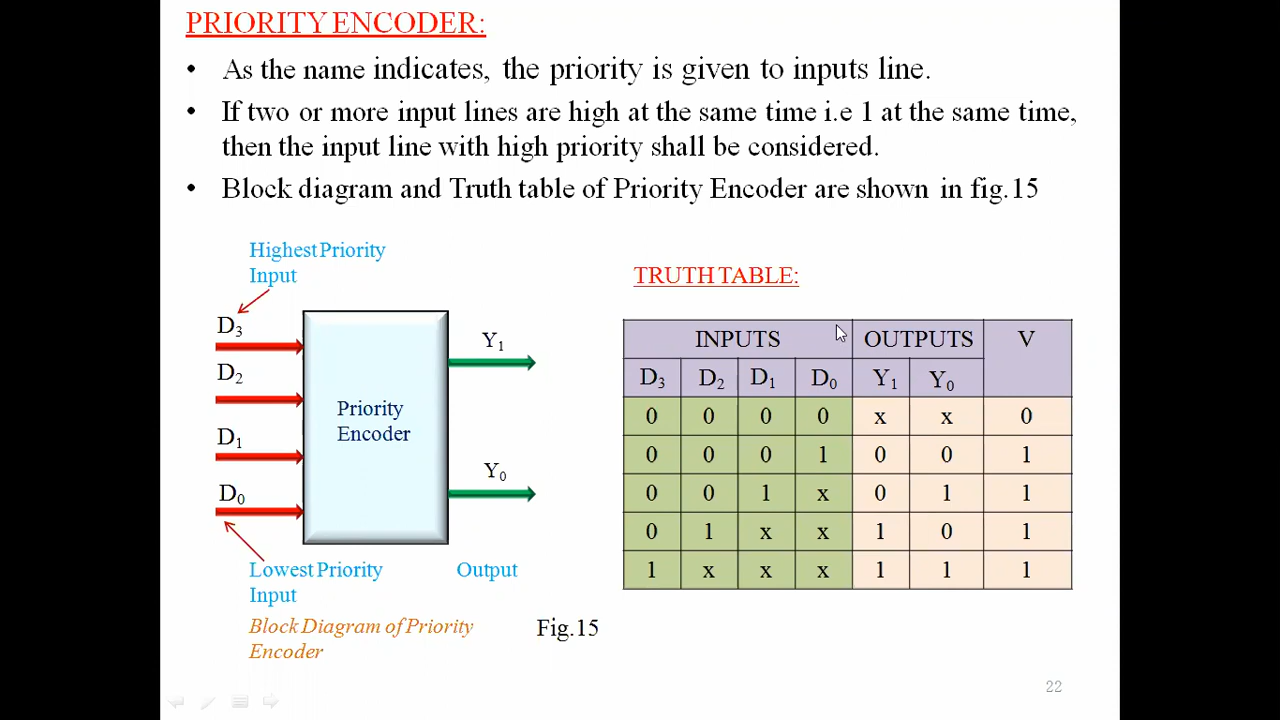 PRIORITY ENCODER:
• As the name indicates, the priority is given to inputs line.
• If two or more input lines are high at the same time i.e 1 at the same time,
then the input line with high priority shall be considered.
• Block diagram and Truth table of Priority Encoder are shown in fig.15
Highest Priority
Input
D3
D2
D1
D0
Priority
Encoder
Y1
Y0
Lowest Priority
Input
Output
Block Diagram of Priority
Encoder
Fig.15
TRUTH TABLE:
INPUTS OUTPUTS V
D3 D2 D1 D0 Y1 Y0
0 0 0 0 x x 0
0 0 0 1 0 0 1
0 0 1 x 0 1 1
0 1 x x 1 0 1
1 x x x 1 1 1
22